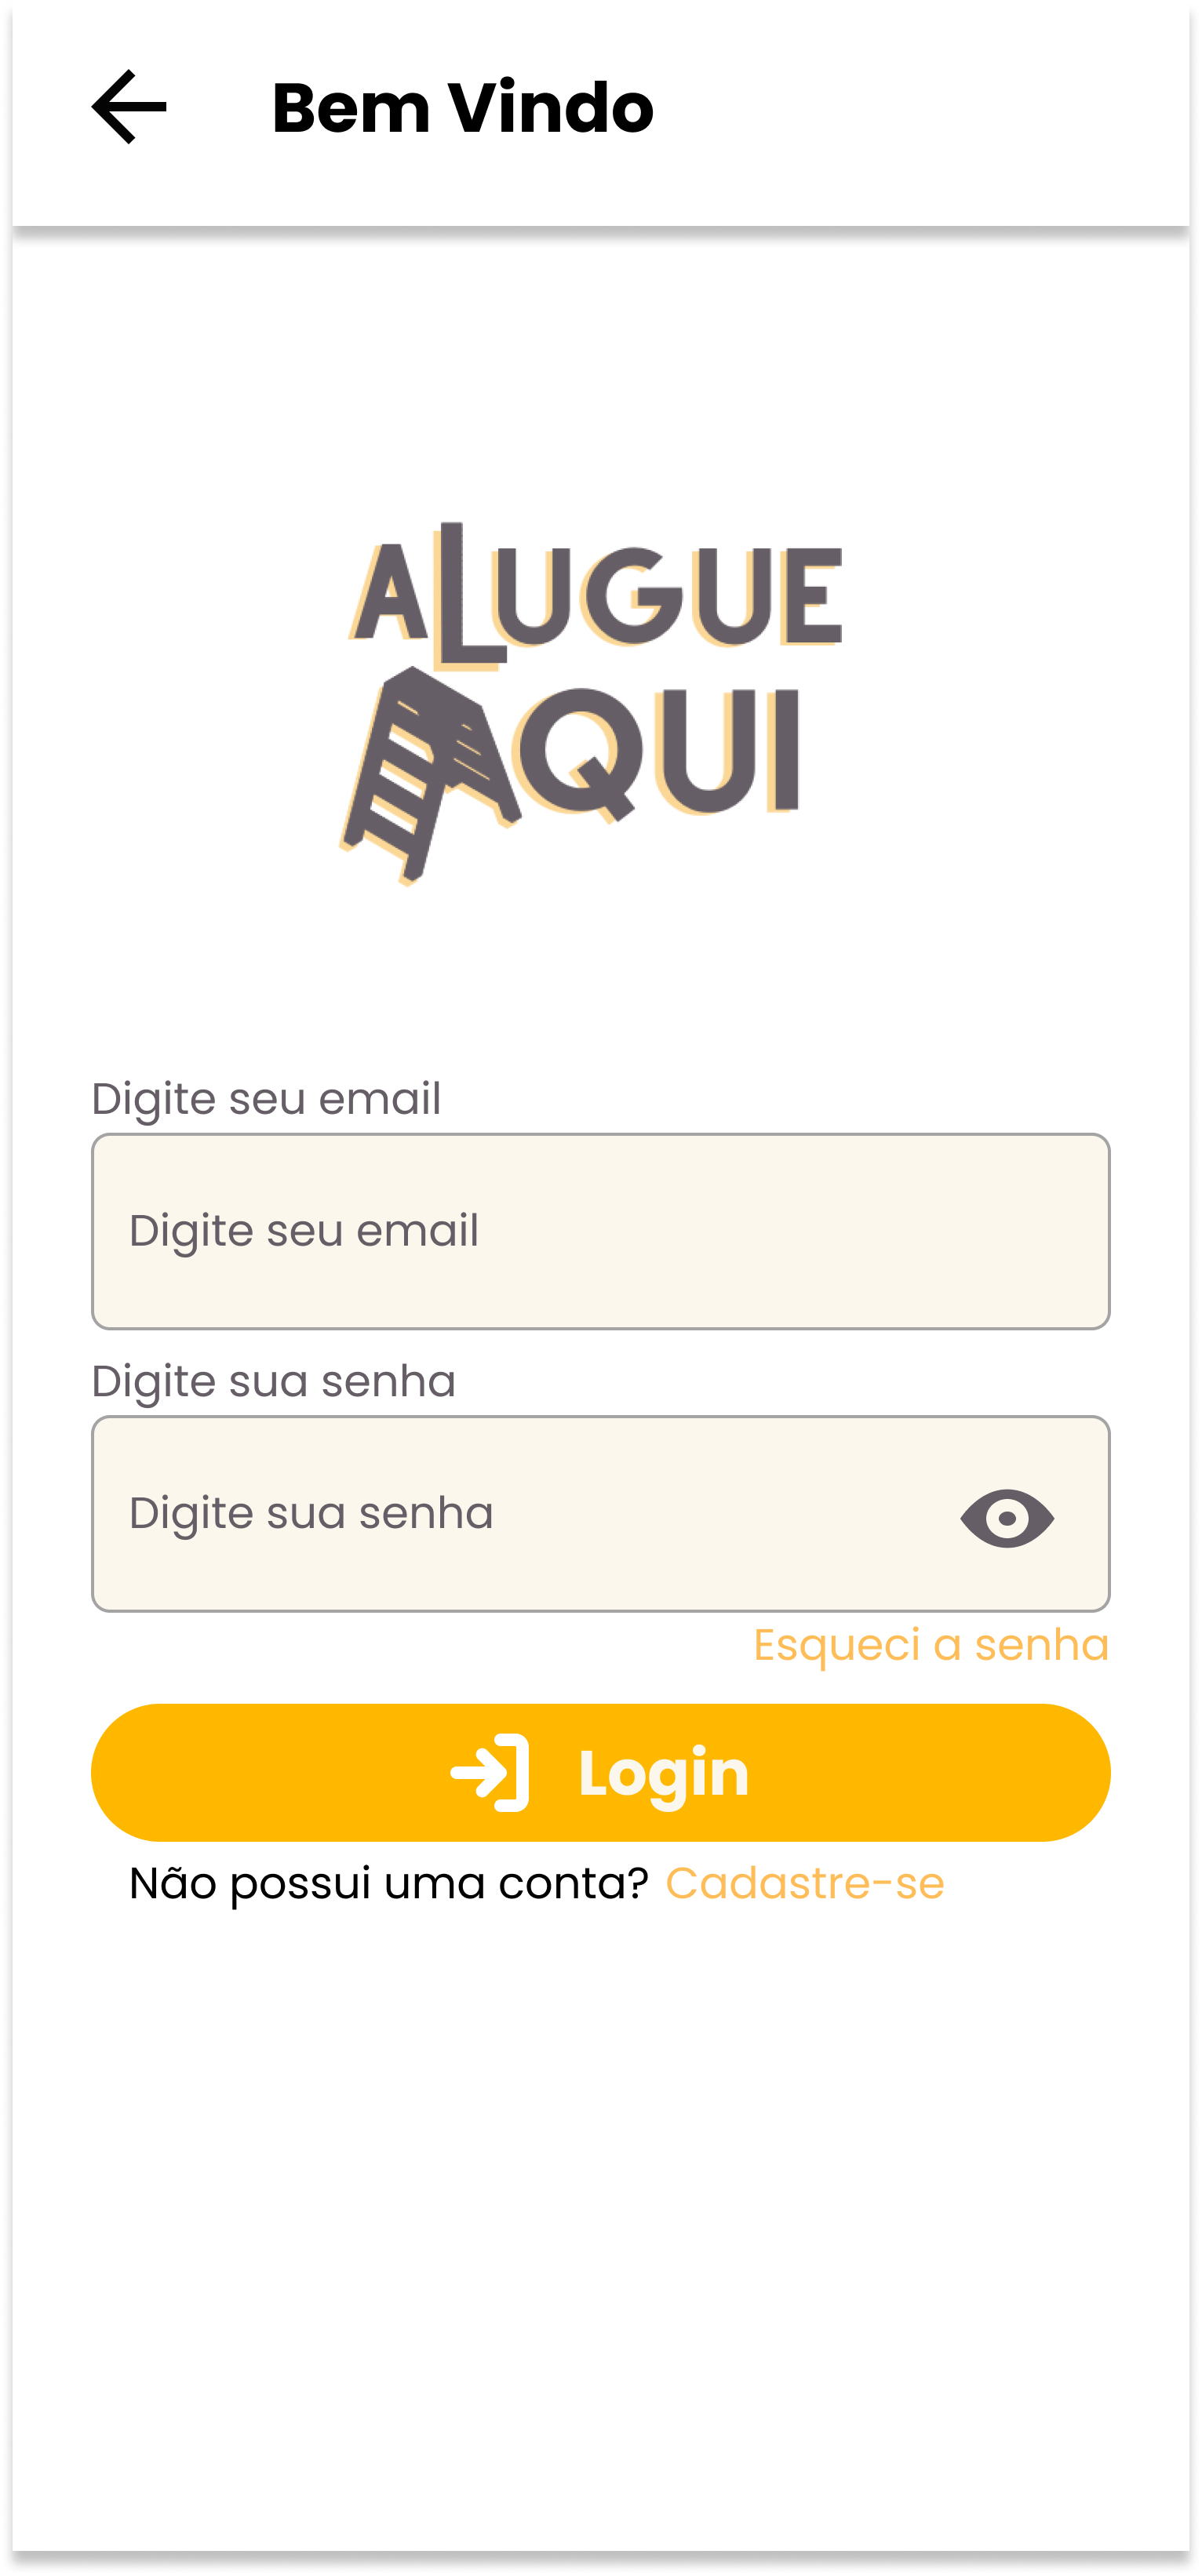 Bem Vindo
ALUGUE
AQUI
Digite seu email
Digite seu email
Digite sua senha
Digite sua senha
Esqueci a senha
Login
Não possui uma conta? Cadastre-se